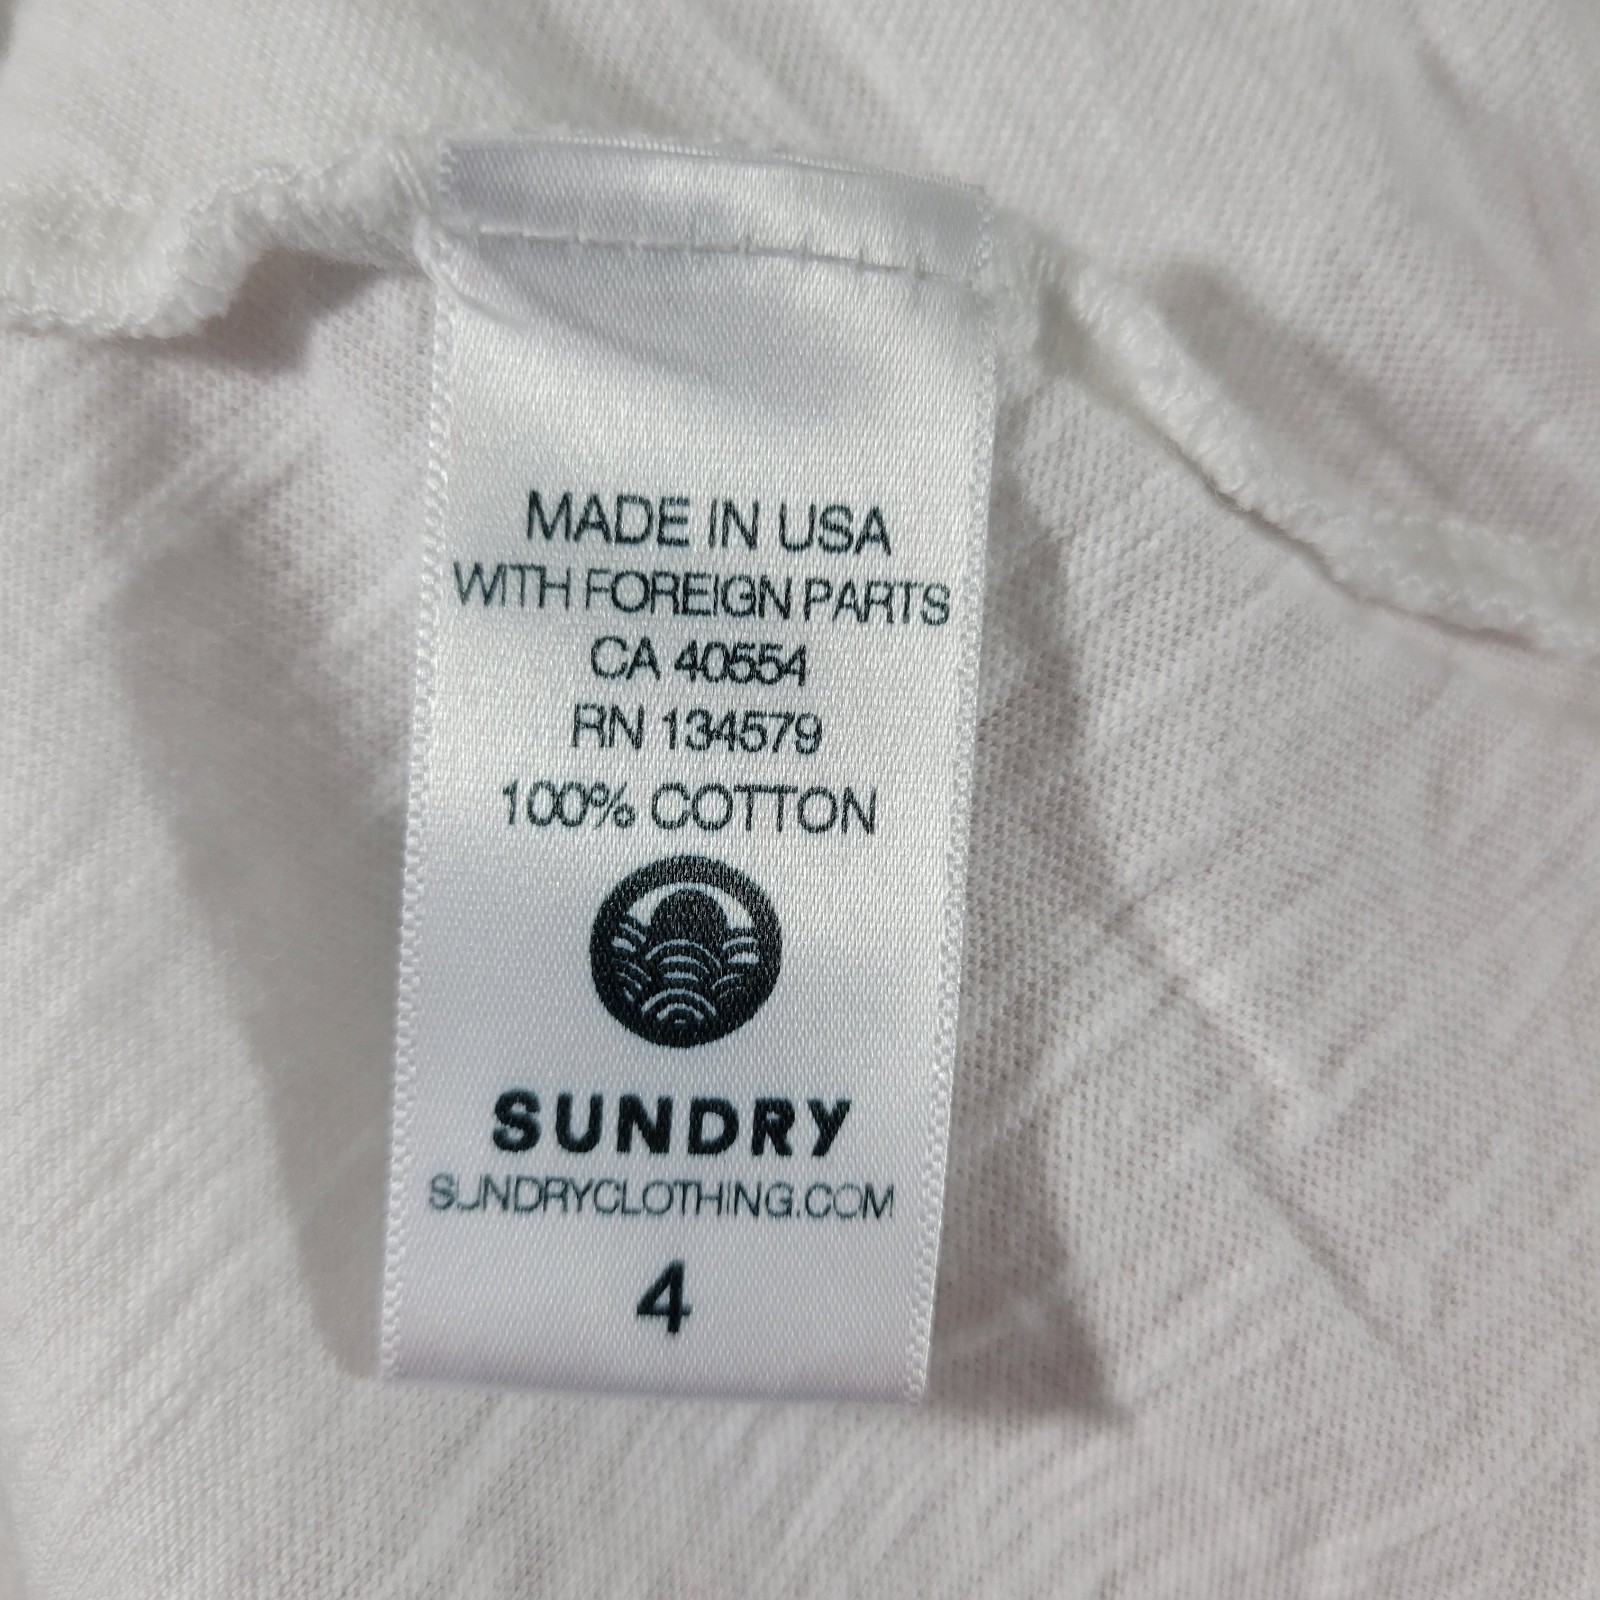 MADE IN USA
WITH FOREIGN PARTS
CA 40554
RN 134579
100% COTTON
SUNDRY
SUNDRYCLOTHING.COM
4